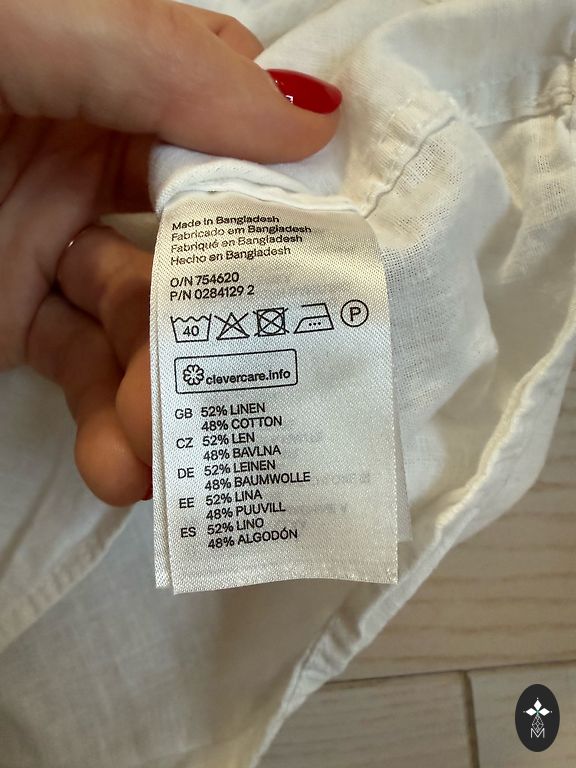 Made in Bangladesh
Fabricado em Bangladesh
Fabriqué en Bangladesh
Hecho en Bangladesh
O/N 754620
P/N 0284129 2
40
P
clevercare.info
GB 52% LINEN
48% COTTON
CZ 52% LEN
48% BAVLNA
DE 52% LEINEN
48% BAUMWOLLE
EE 52% LINA
48% PUUVILL
ES 52% LINO
48% ALGODÓN
M